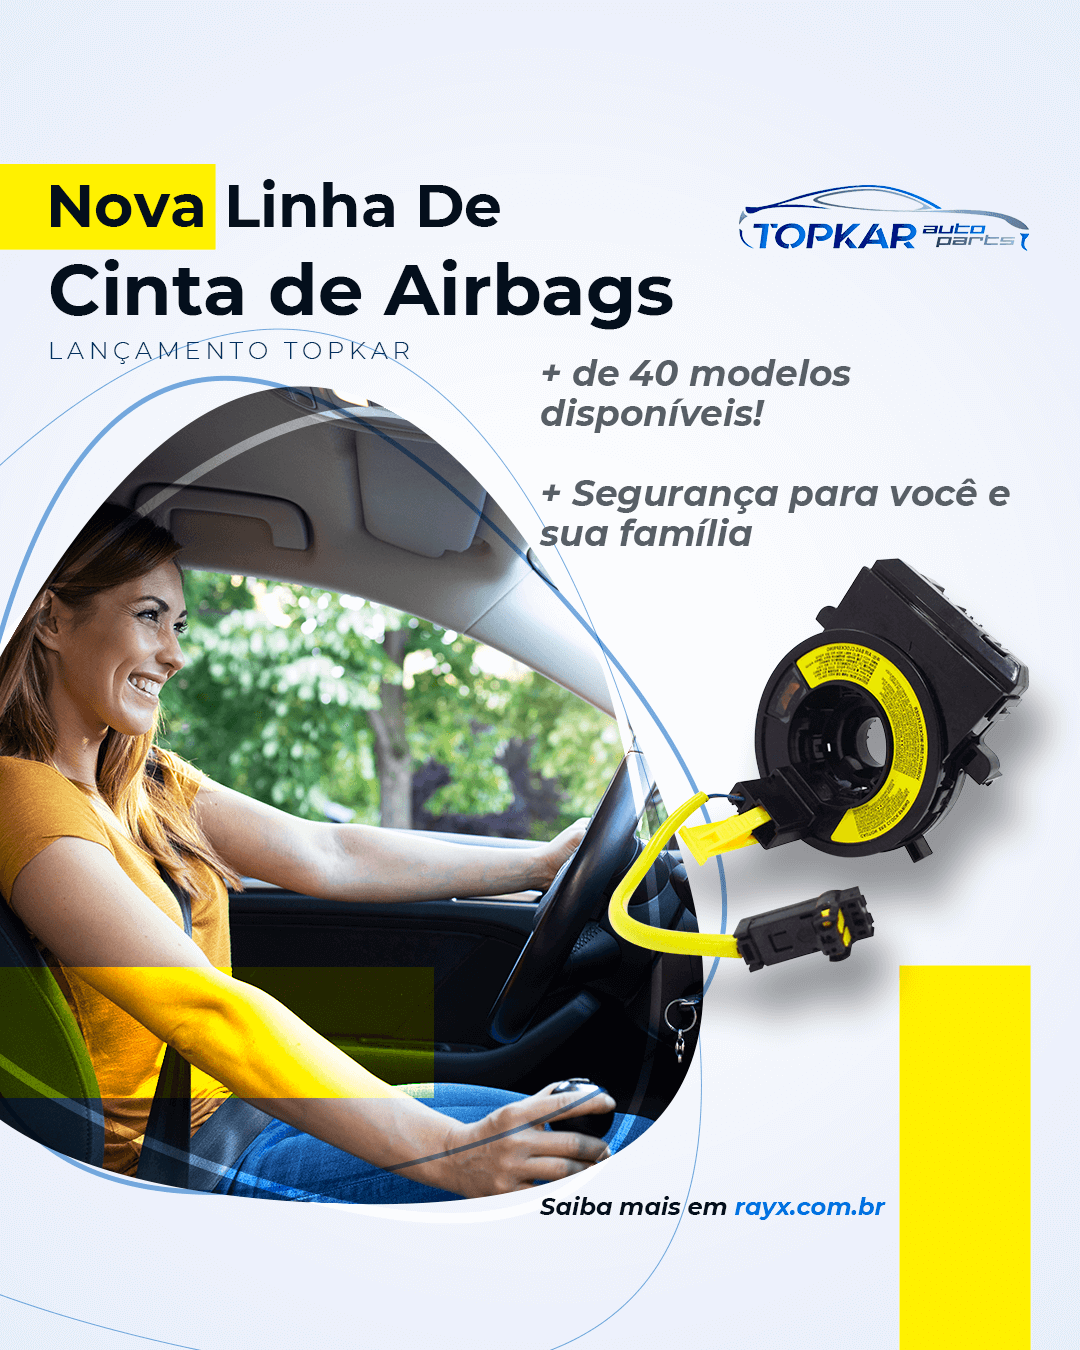 Nova Linha De
Cinta de Airbags
LANÇAMENTO TOPKAR
TOPKAR auto parts
+ de 40 modelos
disponíveis!
+ Segurança para você e
sua família
Saiba mais em rayx.com.br